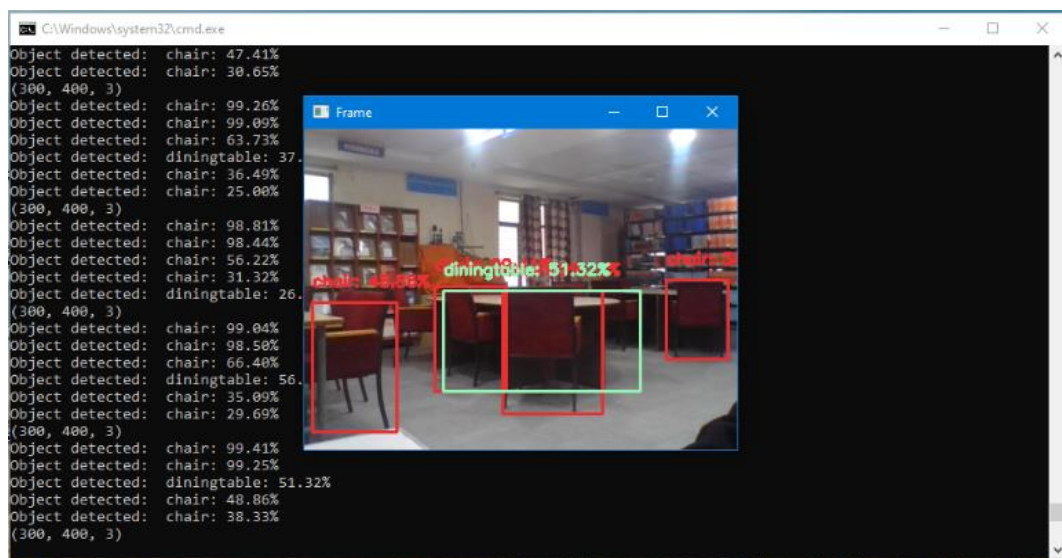 C:\Windows\system32\cmd.exe
Object detected:  chair: 47.41%
Object detected:  chair: 30.65%
(300, 400, 3)
Object detected:  chair: 99.26%
Object detected:  chair: 99.09%
Object detected:  chair: 63.73%
Object detected:  diningtable: 37.
Object detected:  chair: 36.49%
Object detected:  chair: 25.00%
(300, 400, 3)
Object detected:  chair: 98.81%
Object detected:  chair: 98.44%
Object detected:  chair: 56.22%
Object detected:  chair: 31.32%
Object detected:  diningtable: 26.
(300, 400, 3)
Object detected:  chair: 99.04%
Object detected:  chair: 98.50%
Object detected:  chair: 66.40%
Object detected:  diningtable: 56.
Object detected:  chair: 35.09%
Object detected:  chair: 29.69%
(300, 400, 3)
Object detected:  chair: 99.41%
Object detected:  chair: 99.25%
Object detected:  diningtable: 51.32%
Object detected:  chair: 48.86%
Object detected:  chair: 38.33%
(300, 400, 3)
Frame
diningtable: 51.32%
chair: 48.86%
chair: